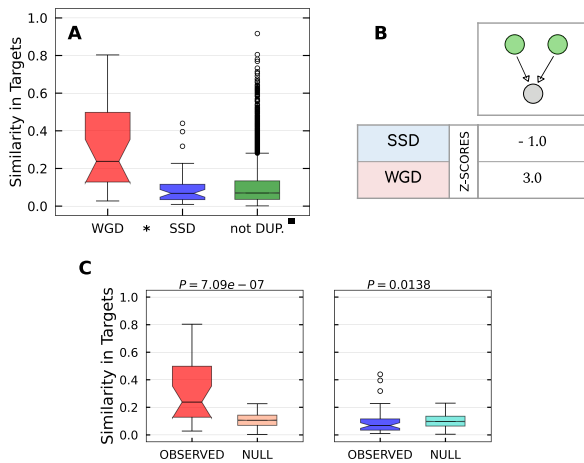 A
Similarity in Targets
1.0
0.8
0.6
0.4
0.2
0.0
WGD * SSD not DUP. ■
B
SSD
WGD
Z-SCORES
- 1.0
3.0
C
Similarity in Targets
P = 7.09e − 07
1.0
0.8
0.6
0.4
0.2
0.0
OBSERVED NULL
P = 0.0138
OBSERVED NULL